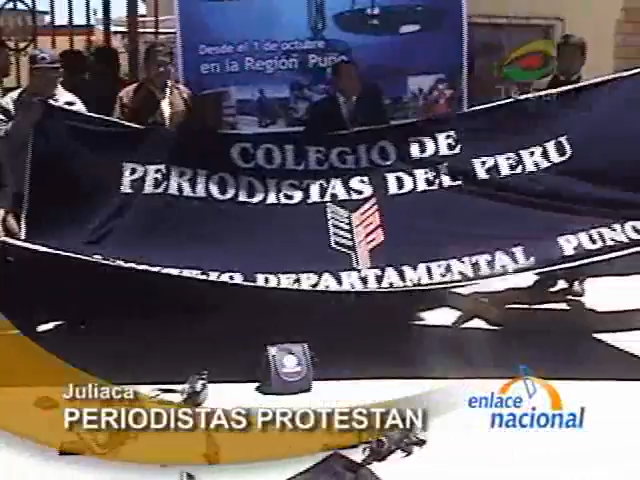 Desde el 1 de octubre
en la Región Puno
COLEGIO DE
PERIODISTAS DEL PERU
CONSEJO DEPARTAMENTAL PUNO
Juliaca
PERIODISTAS PROTESTAN
enlace
nacional